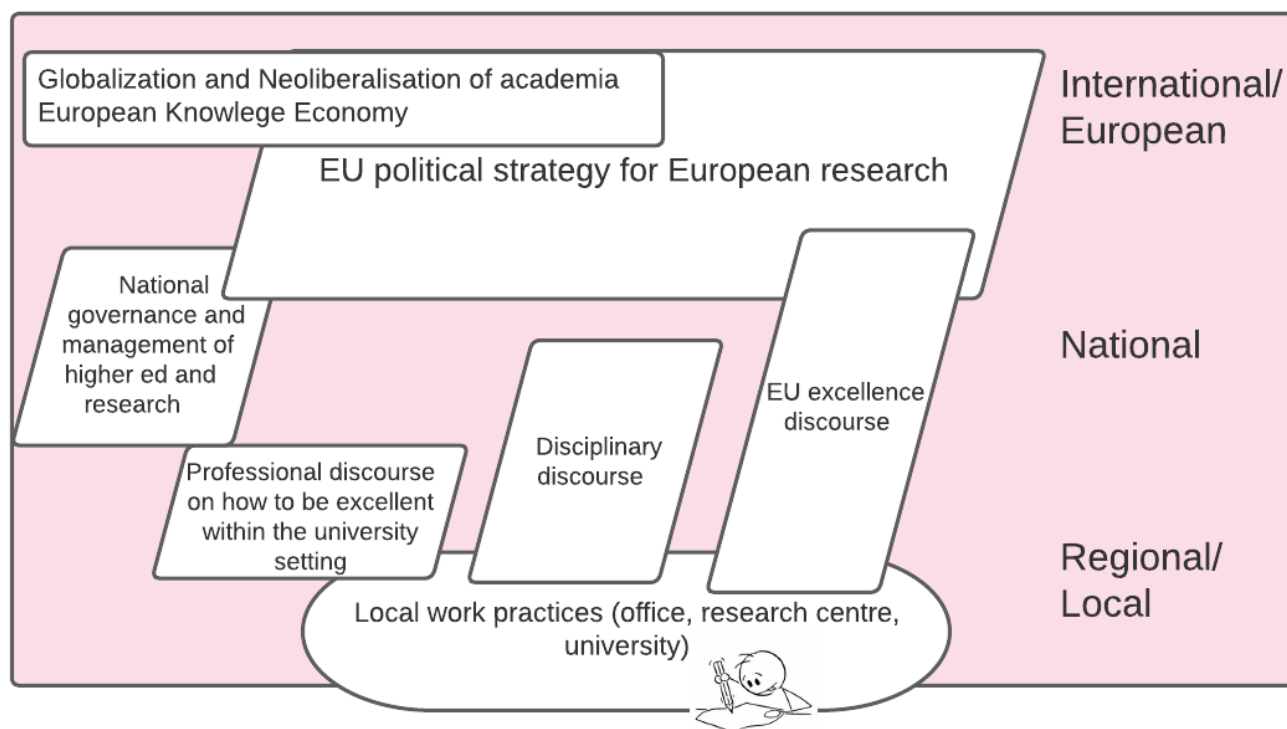 Globalization and Neoliberalisation of academia
European Knowlege Economy
International/
European
EU political strategy for European research
National
governance and
management of
higher ed and
research
National
EU excellence
discourse
Disciplinary
discourse
Professional discourse
on how to be excellent
within the university
setting
Regional/
Local
Local work practices (office, research centre,
university)